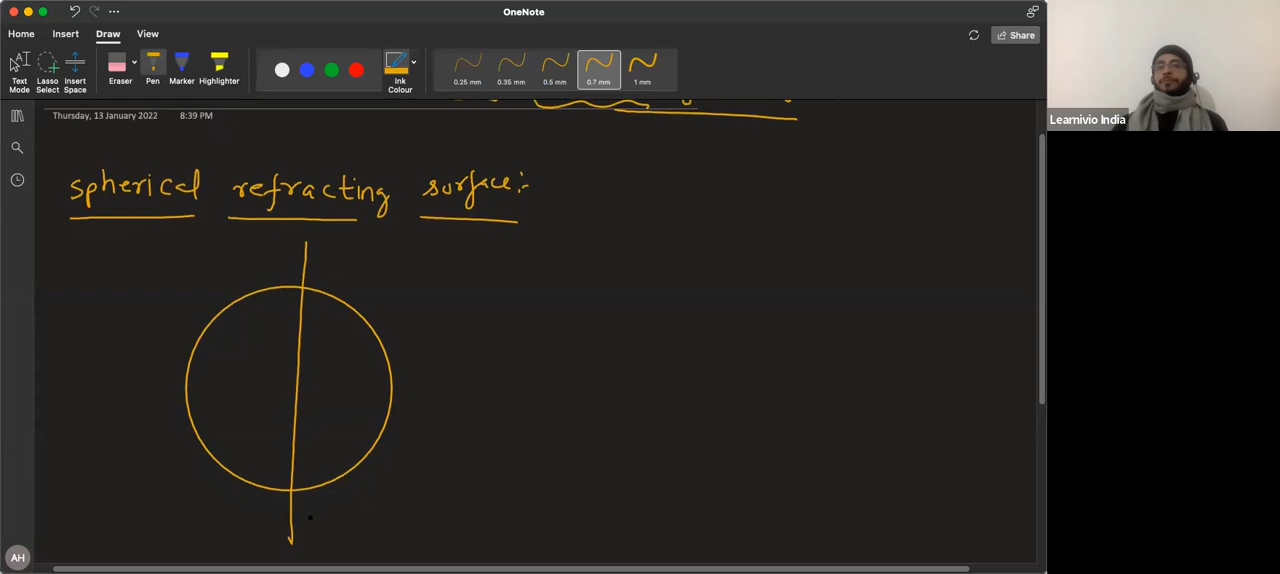 OneNote
Home Insert Draw View
Share
Text Mode
Lasso Select
Insert Space
Eraser
Pen
Marker
Highlighter
Ink Colour
0.25 mm
0.35 mm
0.5 mm
0.7 mm
1 mm
Learnivio India
Thursday, 13 January 2022 8:39 PM
spherical refracting surface:-
AH